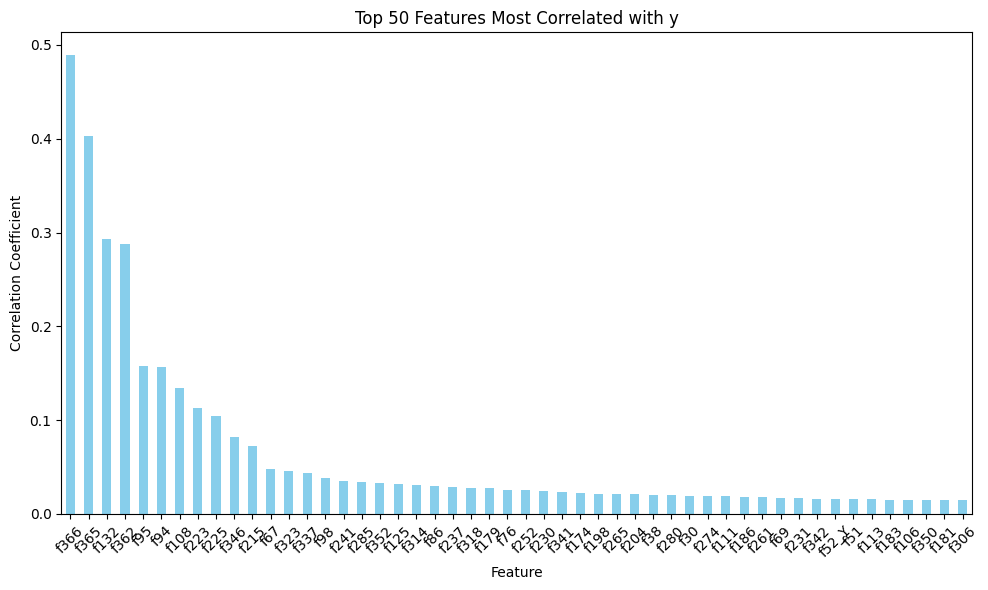 Top 50 Features Most Correlated with y
Correlation Coefficient
0.5
0.4
0.3
0.2
0.1
0.0
f366
f365
f132
f362
f95
f94
f108
f223
f225
f346
f215
f67
f323
f337
f98
f241
f285
f352
f125
f314
f86
f237
f318
f179
f76
f252
f230
f341
f174
f198
f265
f204
f38
f280
f30
f274
f111
f186
f261
f69
f231
f342
f52_Y
f51
f113
f183
f106
f350
f181
f306
Feature